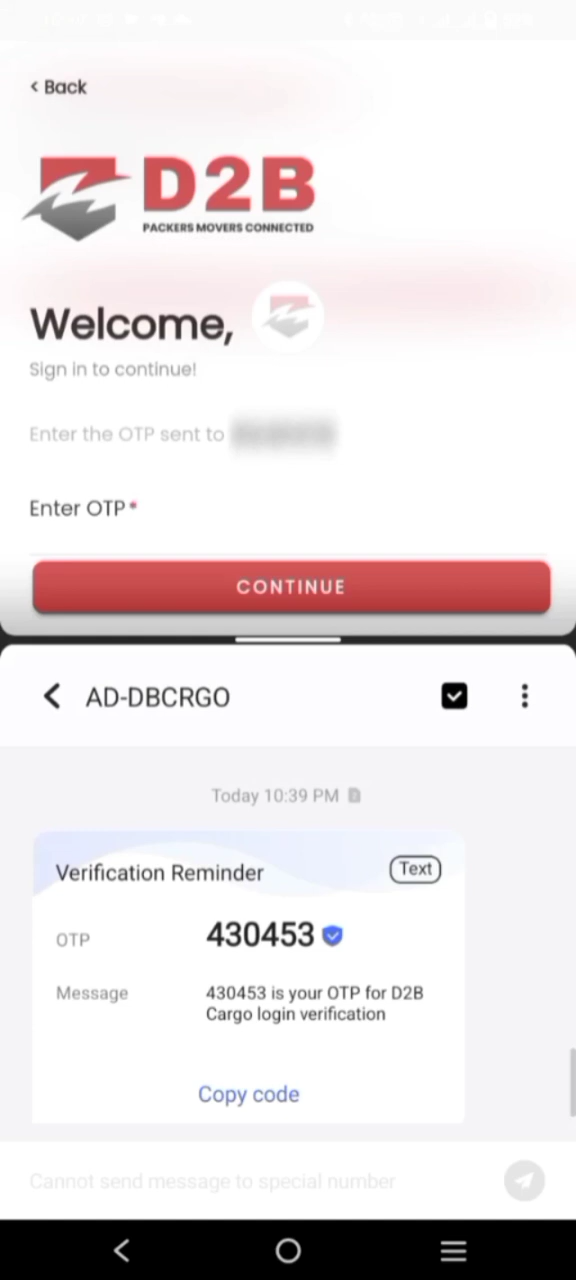 < Back
D2B
PACKERS MOVERS CONNECTED
Welcome,
Sign in to continue!
Enter the OTP sent to
Enter OTP*
CONTINUE
AD-DBCRGO
Today 10:39 PM
Verification Reminder
Text
OTP
430453
Message
430453 is your OTP for D2B
Cargo login verification
Copy code
Cannot send message to special number